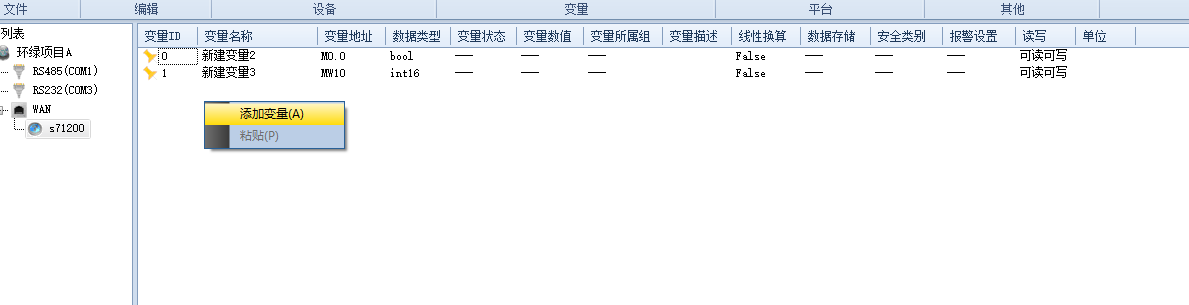 文件 编辑 设备 变量 平台 其他
列表
环绿项目A
RS485(COM1)
RS232(COM3)
WAN
s71200
变量ID 变量名称 变量地址 数据类型 变量状态 变量数值 变量所属组 变量描述 线性换算 数据存储 安全类别 报警设置 读写 单位
0 新建变量2 M0.0 bool —— —— —— —— False —— —— —— 可读可写
1 新建变量3 MW10 int16 —— —— —— —— False —— —— —— 可读可写
添加变量(A)
粘贴(P)